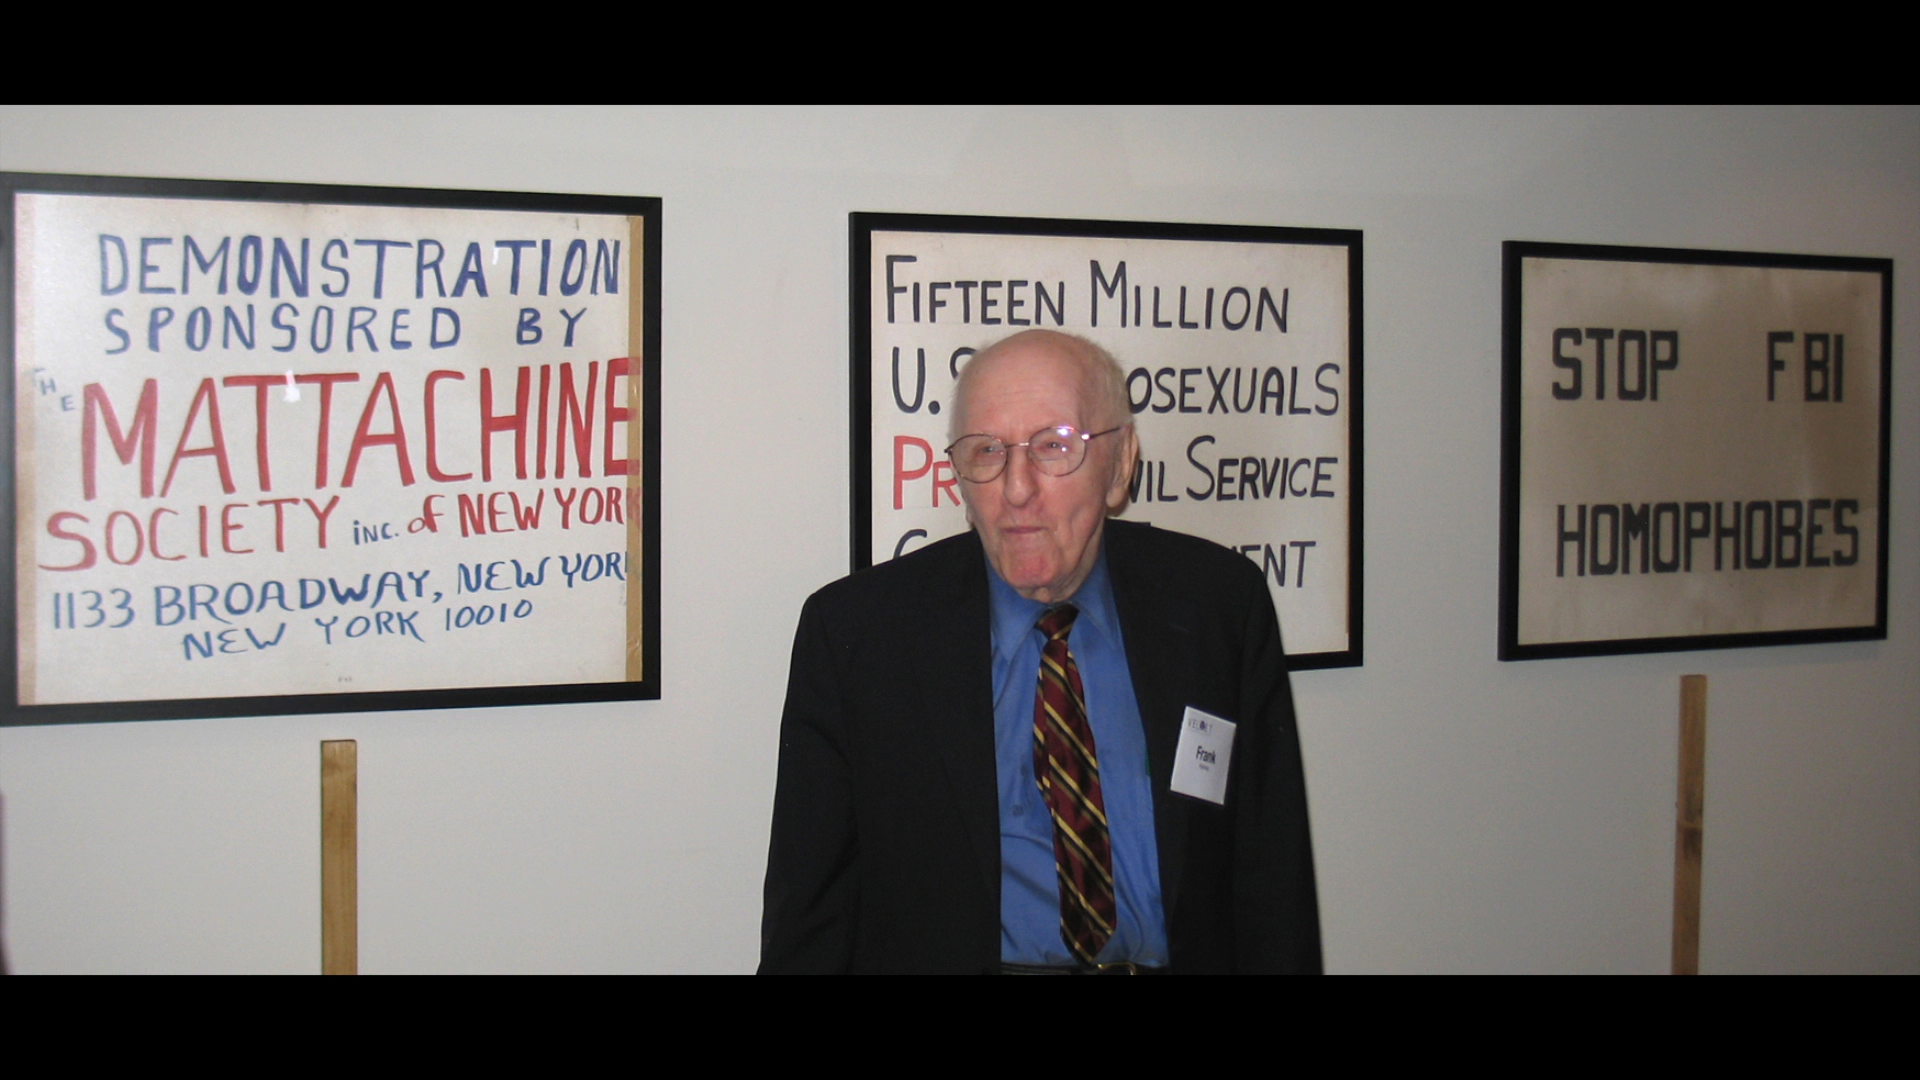 DEMONSTRATION
SPONSORED BY
THE MATTACHINE
SOCIETY INC. of NEW YORK
1133 BROADWAY, NEW YORK
NEW YORK 10010
FIFTEEN MILLION
U.S. OSEXUALS
PR VIL SERVICE
ENT
STOP FBI
HOMOPHOBES
Frank